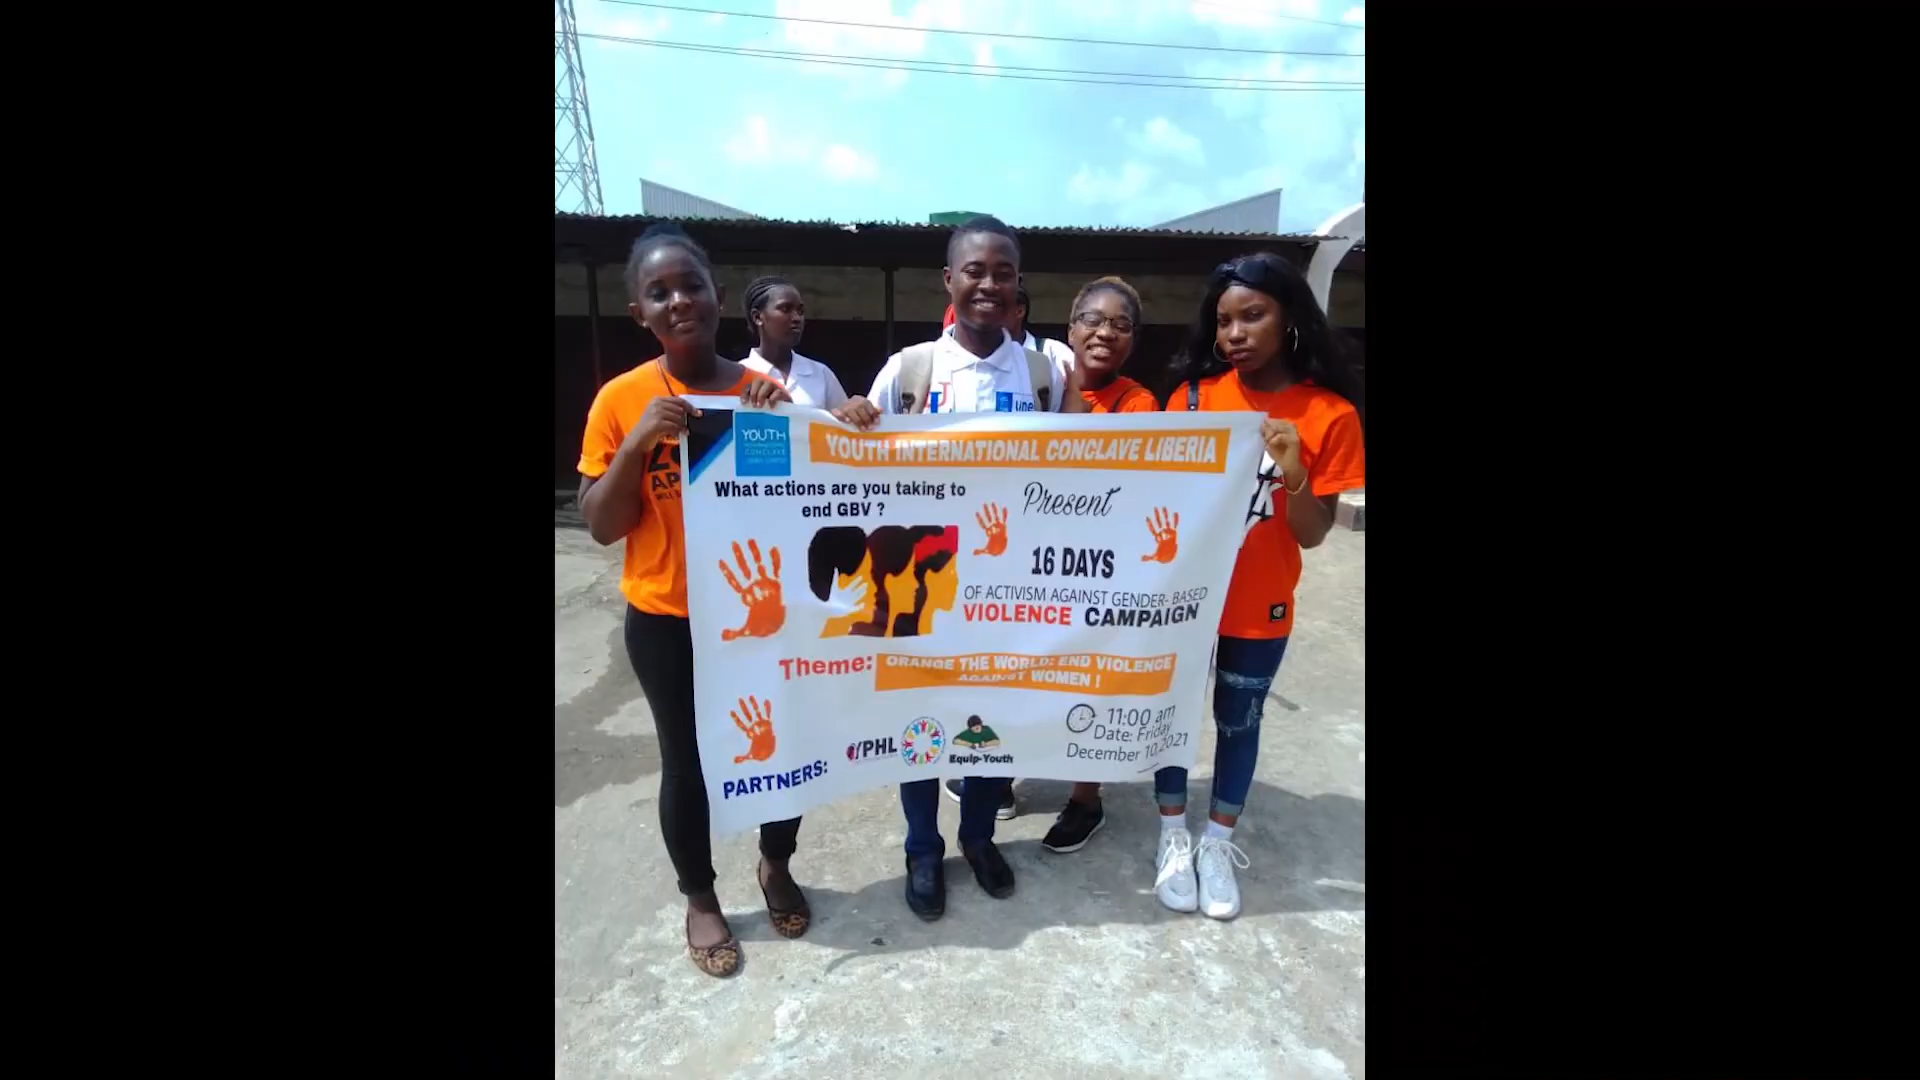 YOUTH
CONCLAVE
YOUTH INTERNATIONAL CONCLAVE LIBERIA
What actions are you taking to
end GBV ?
Present
16 DAYS
OF ACTIVISM AGAINST GENDER- BASED
VIOLENCE CAMPAIGN
Theme: ORANGE THE WORLD: END VIOLENCE
AGAINST WOMEN !
11:00 am
Date: Friday
December 10, 2021
PARTNERS:
PHL
Equip-Youth